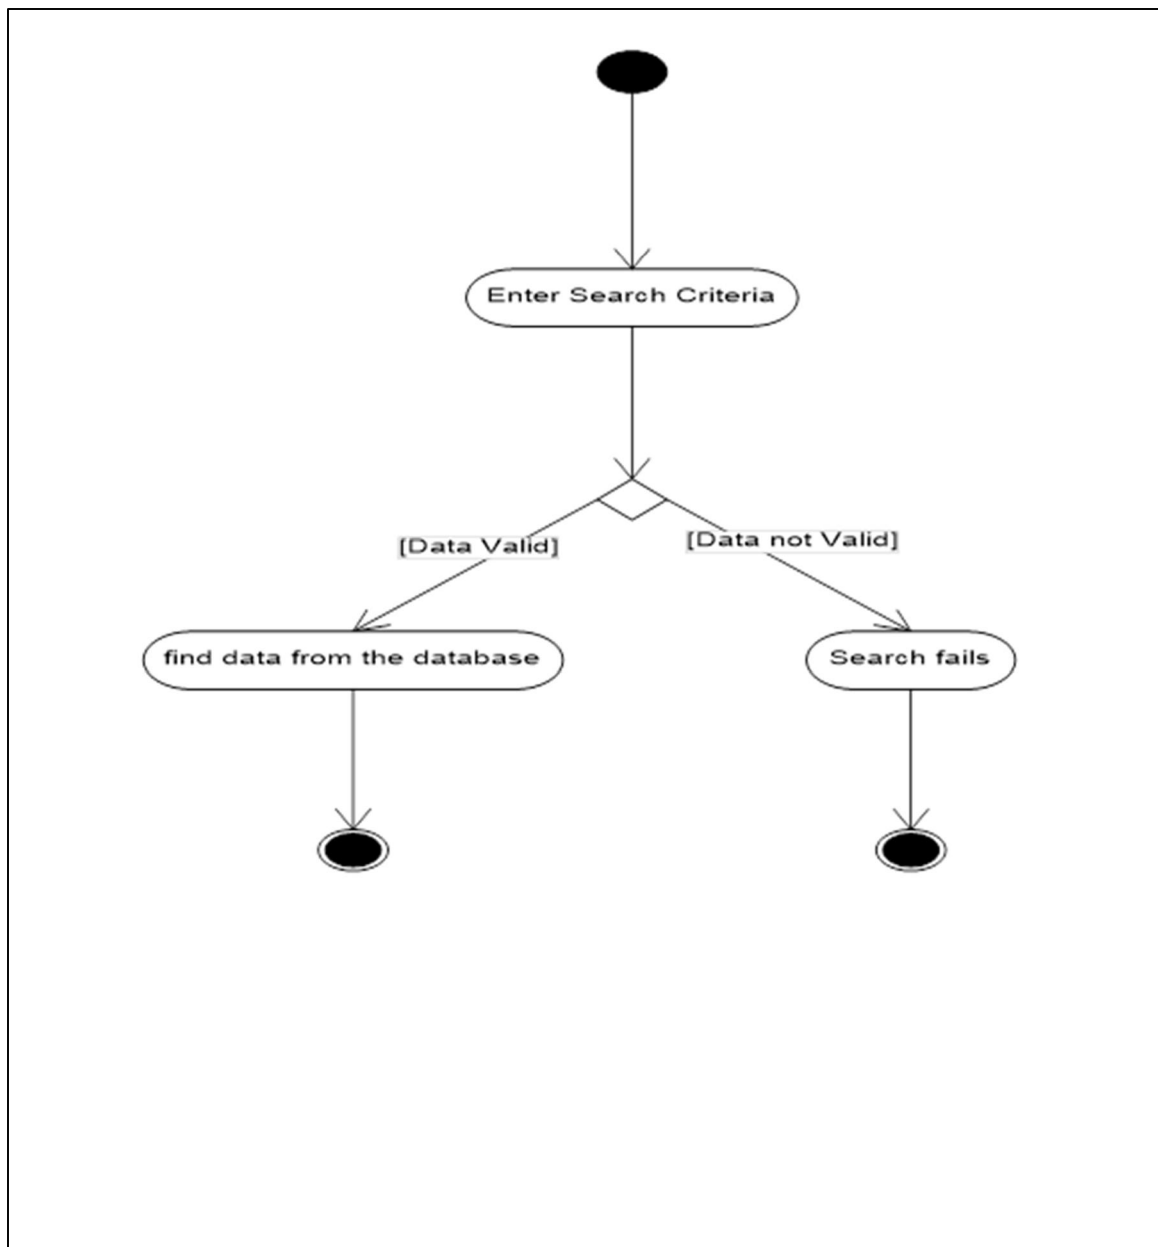 Enter Search Criteria
[Data Valid]
[Data not Valid]
find data from the database
Search fails